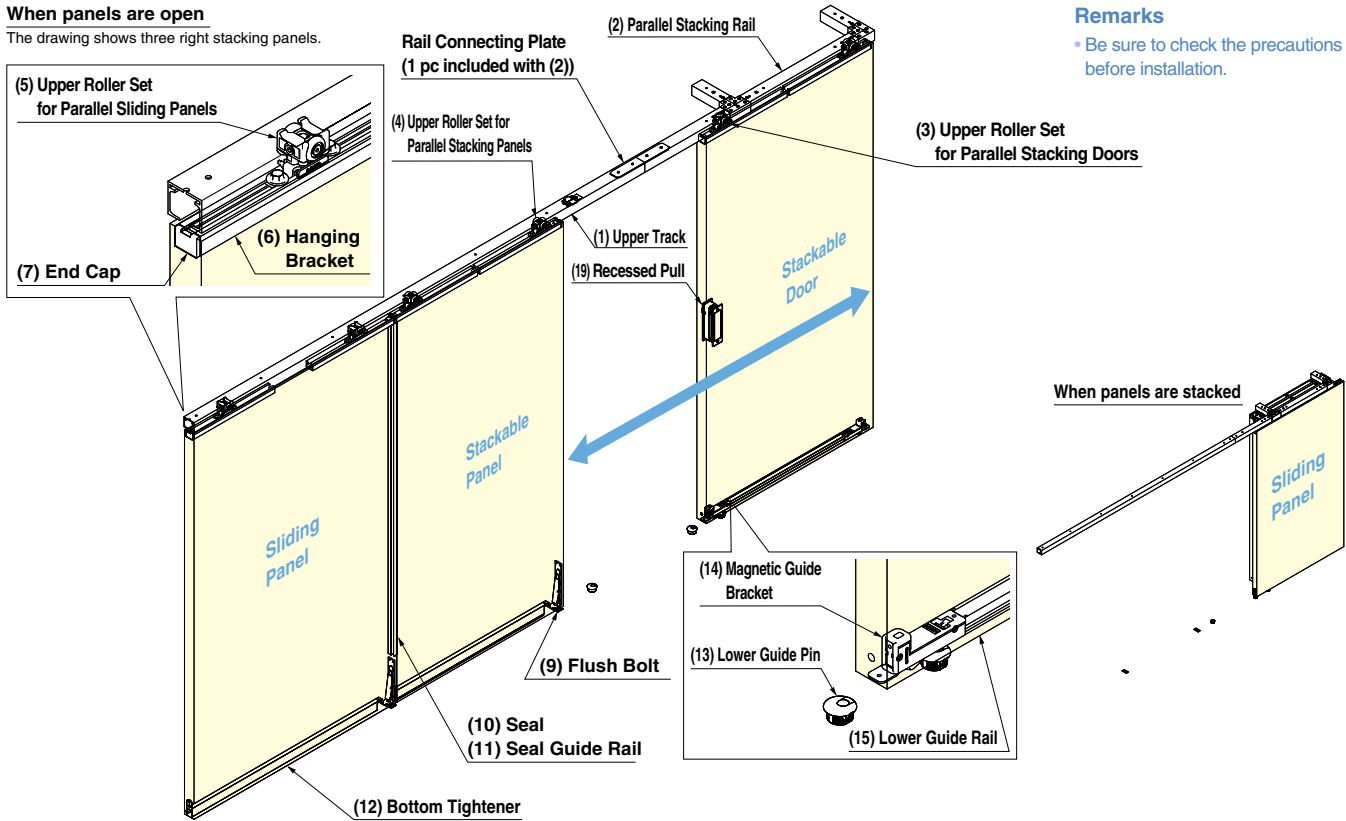 When panels are open
The drawing shows three right stacking panels.
(5) Upper Roller Set
for Parallel Sliding Panels
(6) Hanging
Bracket
(7) End Cap
Rail Connecting Plate
(1 pc included with (2))
(4) Upper Roller Set for
Parallel Stacking Panels
(2) Parallel Stacking Rail
Remarks
• Be sure to check the precautions
before installation.
(3) Upper Roller Set
for Parallel Stacking Doors
(1) Upper Track
(19) Recessed Pull
Stackable
Door
Stackable
Panel
Sliding
Panel
When panels are stacked
Sliding
Panel
(14) Magnetic Guide
Bracket
(13) Lower Guide Pin
(15) Lower Guide Rail
(9) Flush Bolt
(10) Seal
(11) Seal Guide Rail
(12) Bottom Tightener